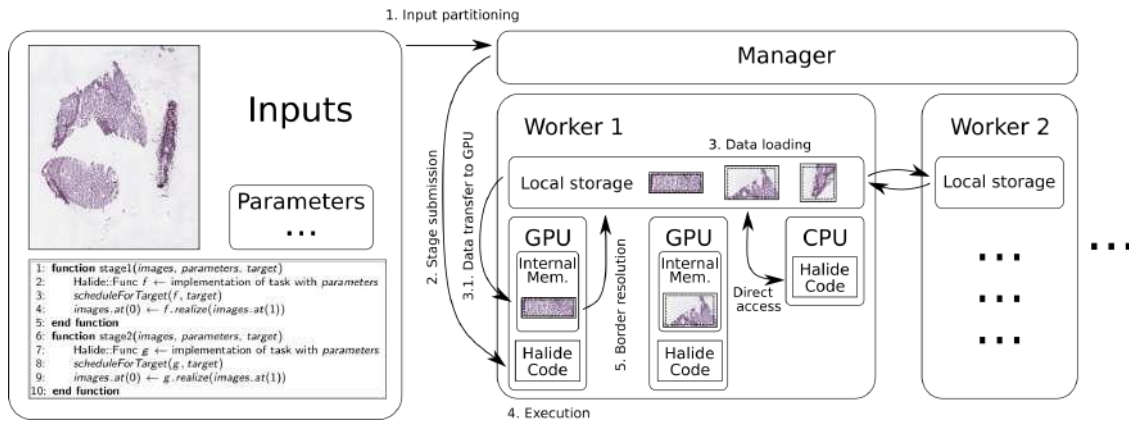 1. Input partitioning
Inputs
Parameters
...
1: function stage1(images, parameters, target)
2: Halide::Func f ← implementation of task with parameters
3: scheduleForTarget(f, target)
4: images.at(0) ← f.realize(images.at(1))
5: end function
6: function stage2(images, parameters, target)
7: Halide::Func g ← implementation of task with parameters
8: scheduleForTarget(g, target)
9: images.at(0) ← g.realize(images.at(1))
10: end function
Manager
2. Stage submission
3.1. Data transfer to GPU
Worker 1
3. Data loading
Local storage
GPU
Internal
Mem.
Halide
Code
5. Border resolution
GPU
Internal
Mem.
Halide
Code
Direct
access
CPU
Halide
Code
4. Execution
Worker 2
Local storage
...
...
...
...